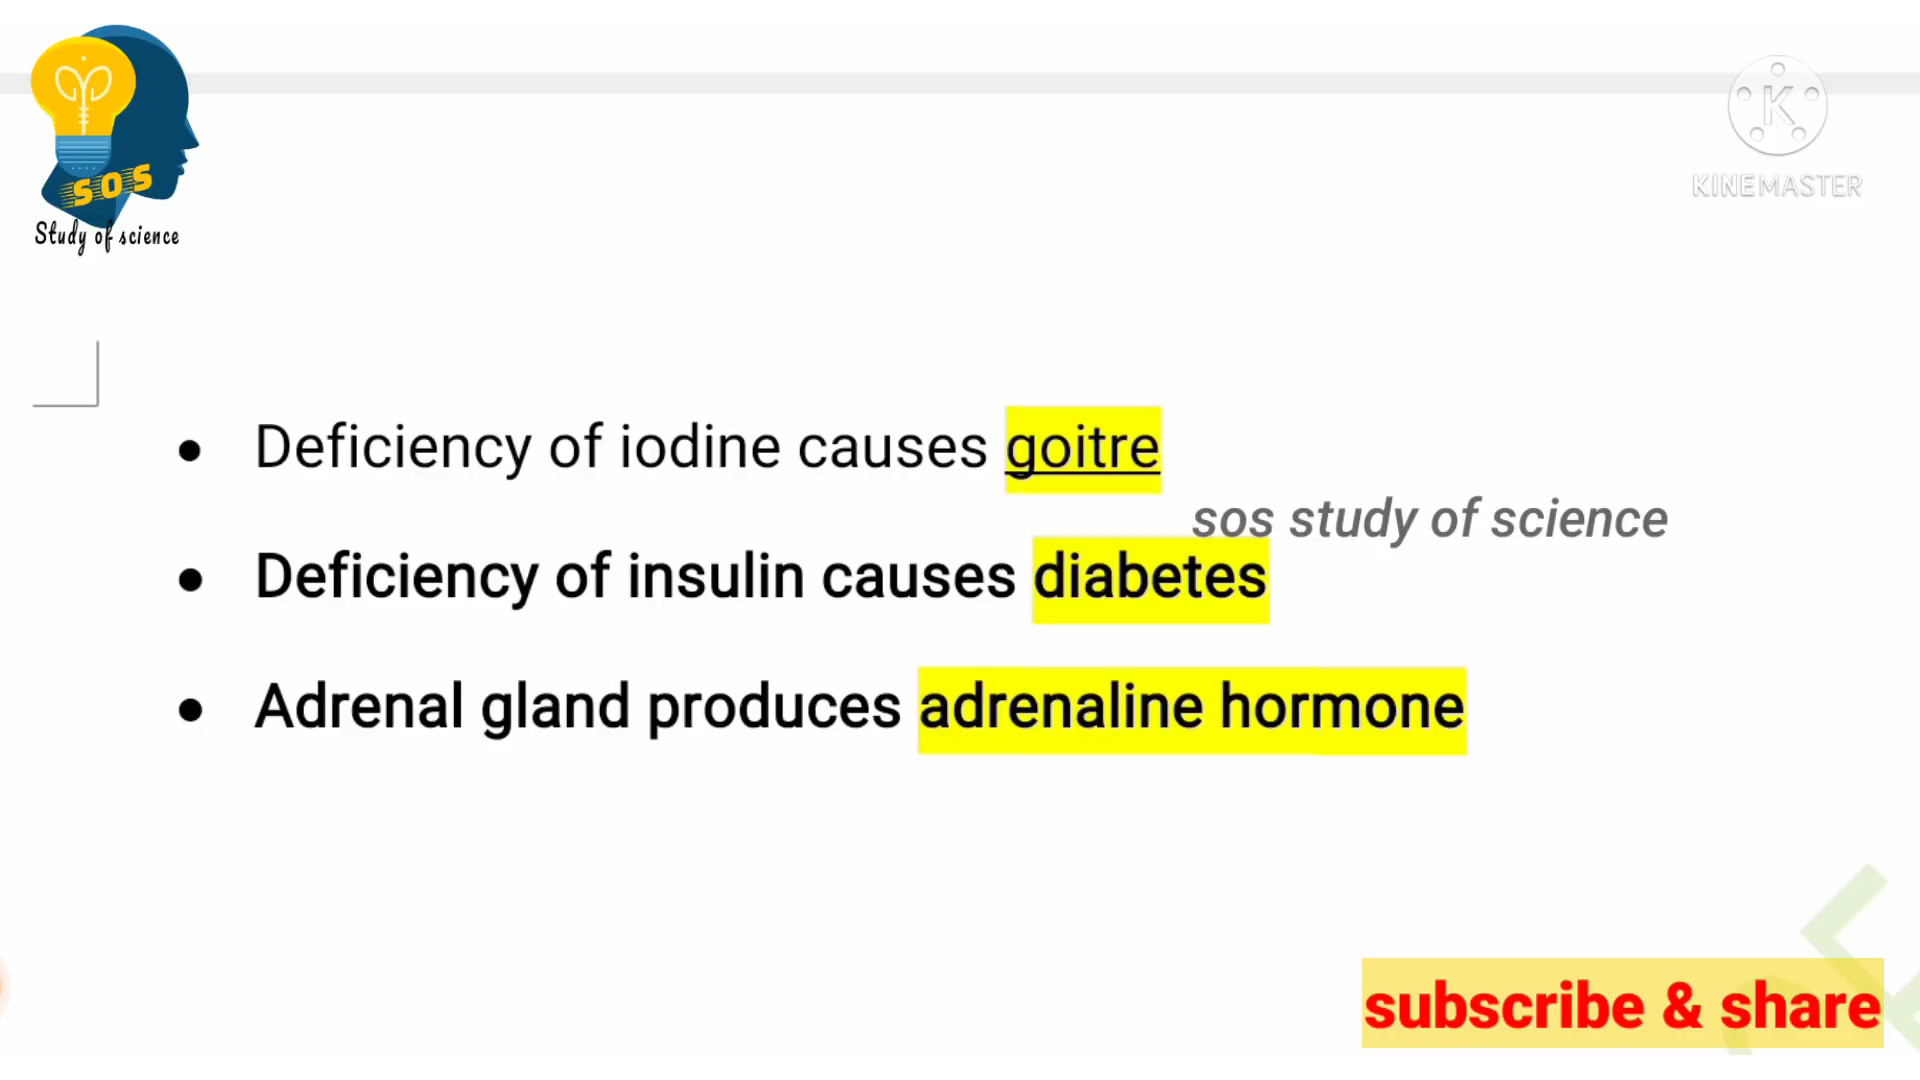 SOS
Study of science
KINEMASTER
• Deficiency of iodine causes goitre
sos study of science
• Deficiency of insulin causes diabetes
• Adrenal gland produces adrenaline hormone
subscribe & share